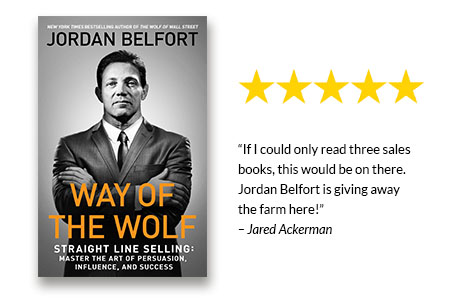 NEW YORK TIMES BESTSELLING AUTHOR OF THE WOLF OF WALL STREET
JORDAN BELFORT
WAY OF
THE WOLF
STRAIGHT LINE SELLING:
MASTER THE ART OF PERSUASION,
INFLUENCE, AND SUCCESS
“If I could only read three sales
books, this would be on there.
Jordan Belfort is giving away
the farm here!”
– Jared Ackerman